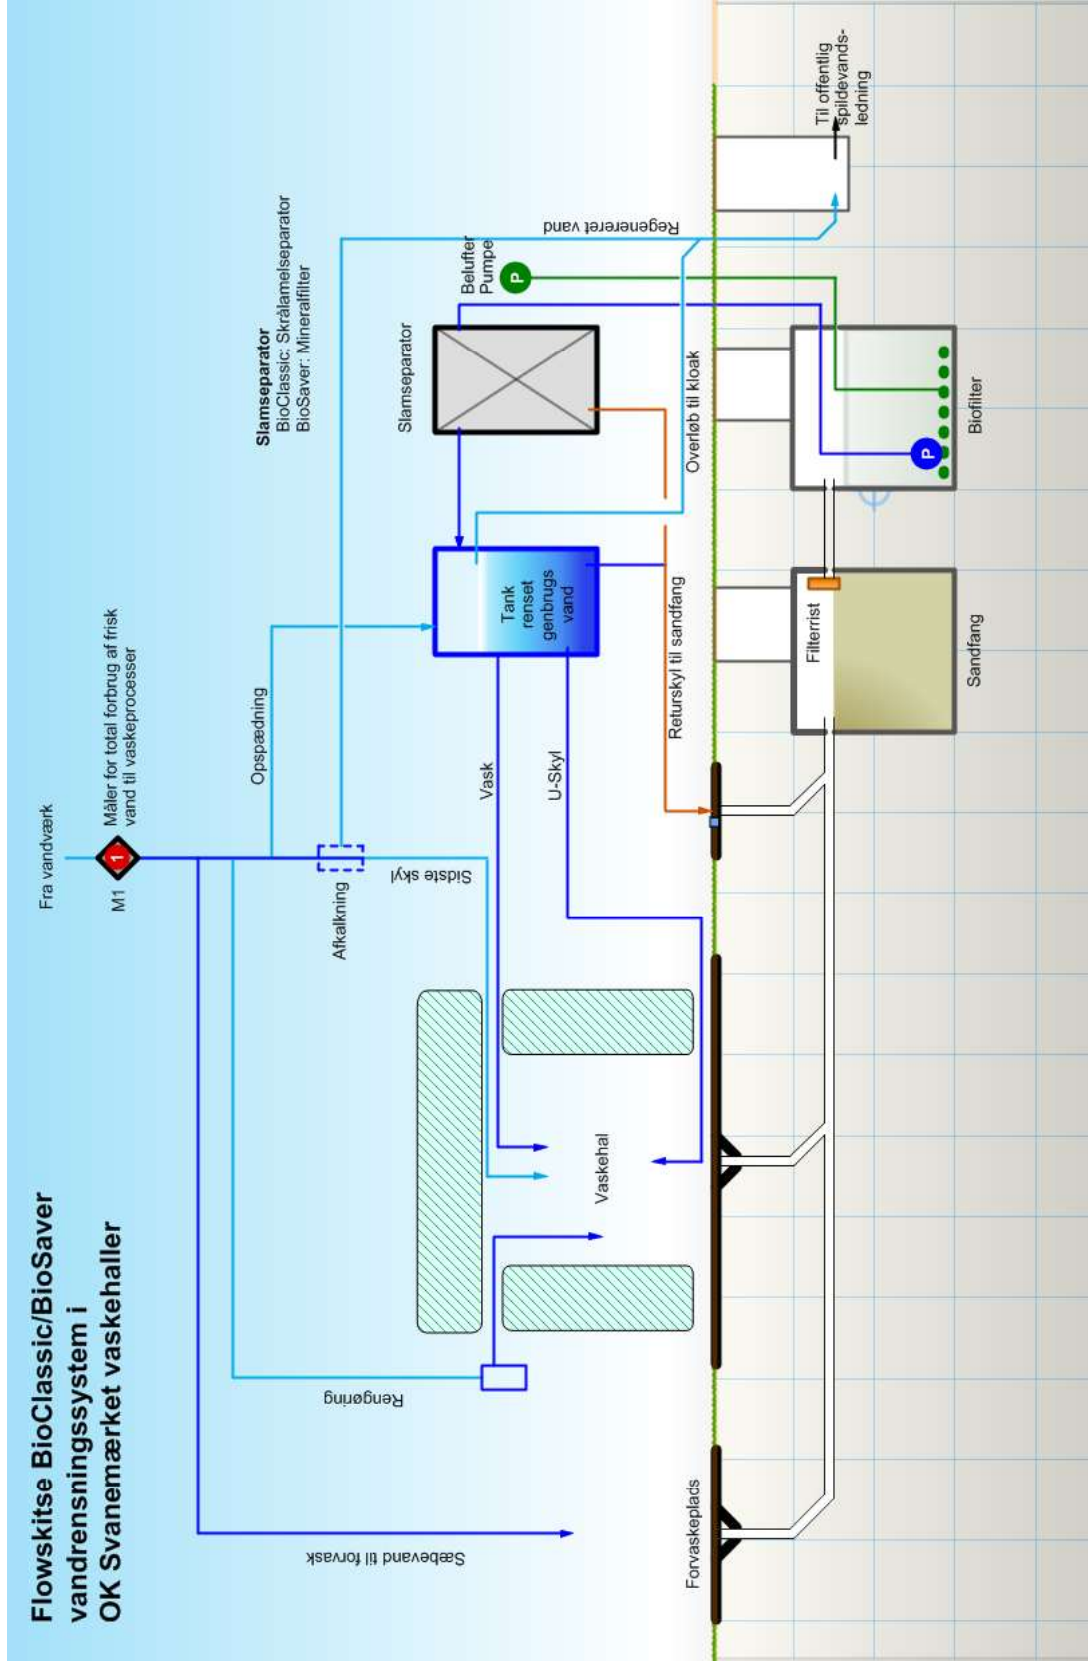 Flowskitse BioClassic/BioSaver
vandrensningssystem i
OK Svanemærket vaskehaller
Fra vandværk
M1
1
Måler for total forbrug af frisk
vand til vaskeprocesser
Opspædning
Slamseparator
BioClassic: Skrålamelseparator
BioSaver: Mineralfilter
Afkalkning
Sidste skyl
Rengøring
Sæbevand til forvask
Vask
U-Skyl
Tank
renset
genbrugs
vand
Slamseparator
Belufter
Pumpe
P
Regenereret vand
Overløb til kloak
Returskyl til sandfang
Vaskehal
Forvaskeplads
Filterrist
Sandfang
P
Biofilter
Til offentlig
spildevands-
ledning